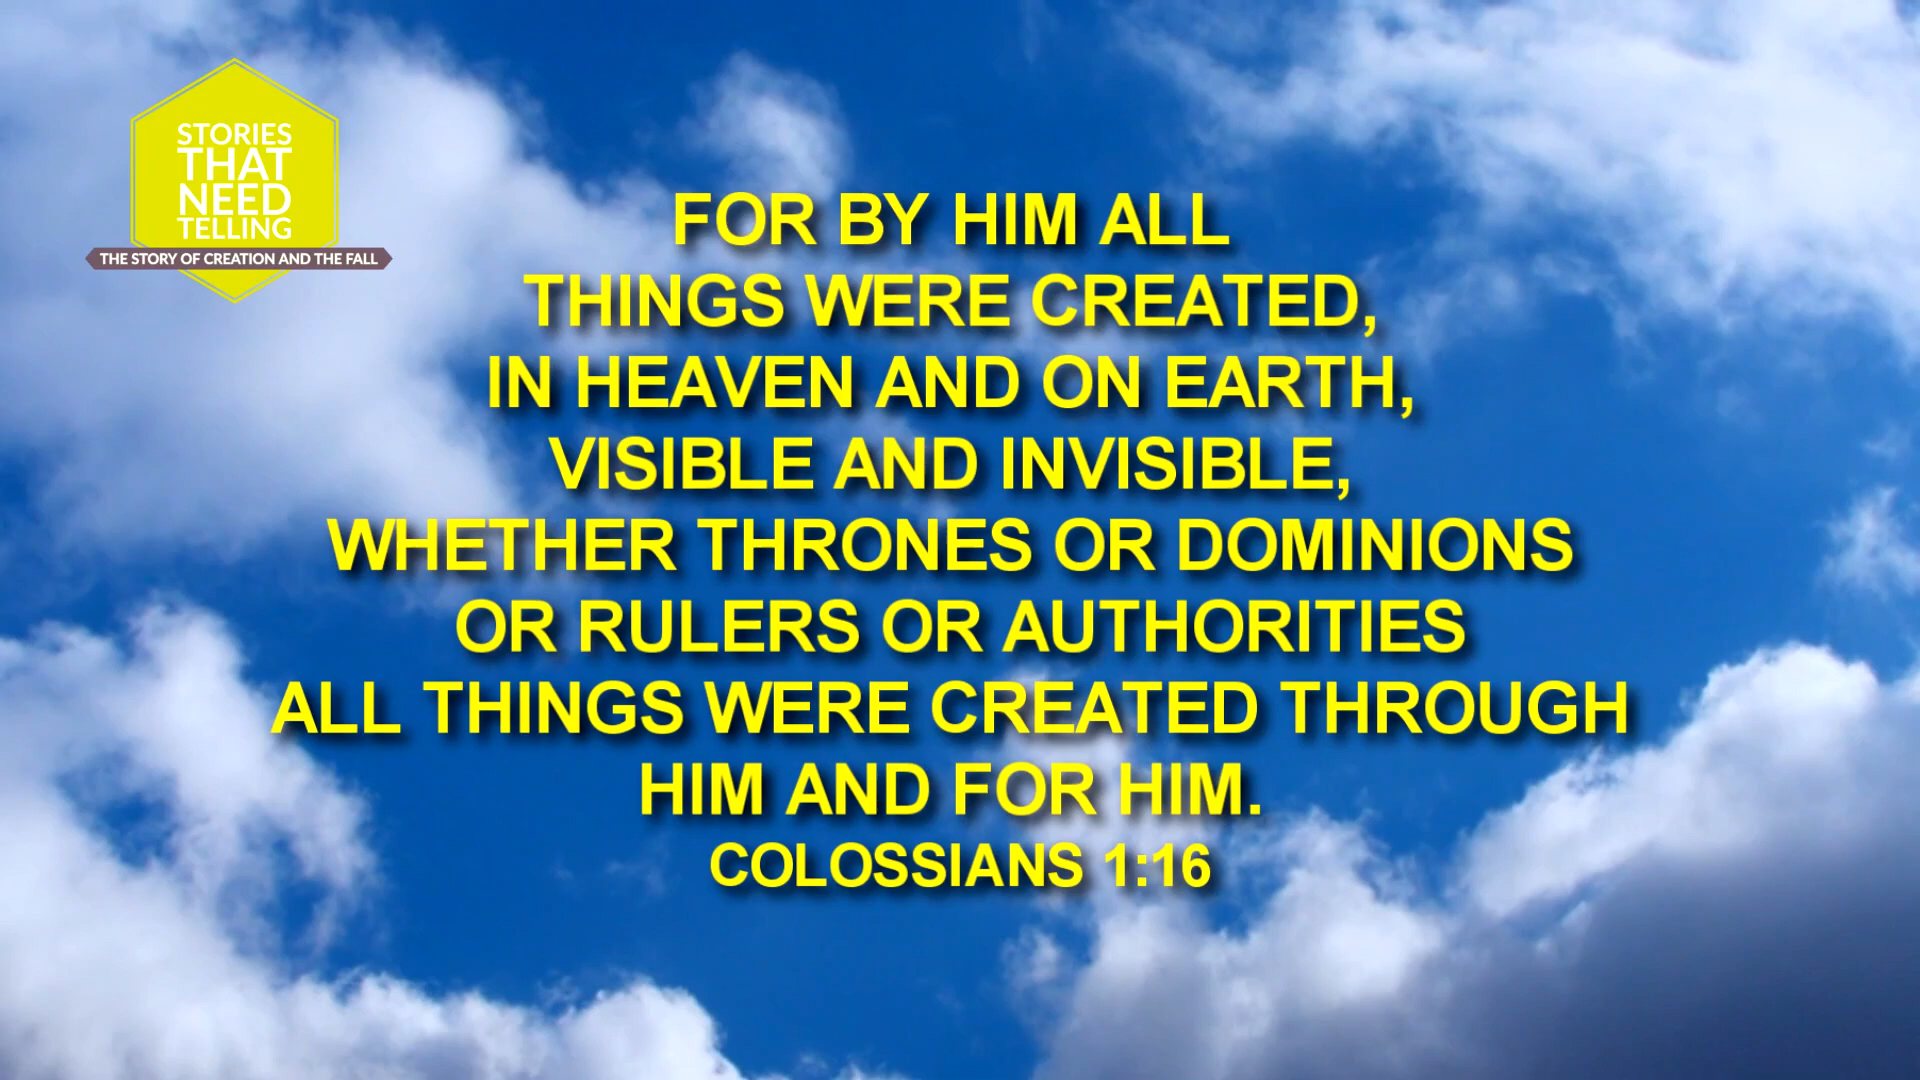 STORIES
THAT
NEED
TELLING
THE STORY OF CREATION AND THE FALL
FOR BY HIM ALL
THINGS WERE CREATED,
IN HEAVEN AND ON EARTH,
VISIBLE AND INVISIBLE,
WHETHER THRONES OR DOMINIONS
OR RULERS OR AUTHORITIES
ALL THINGS WERE CREATED THROUGH
HIM AND FOR HIM.
COLOSSIANS 1:16